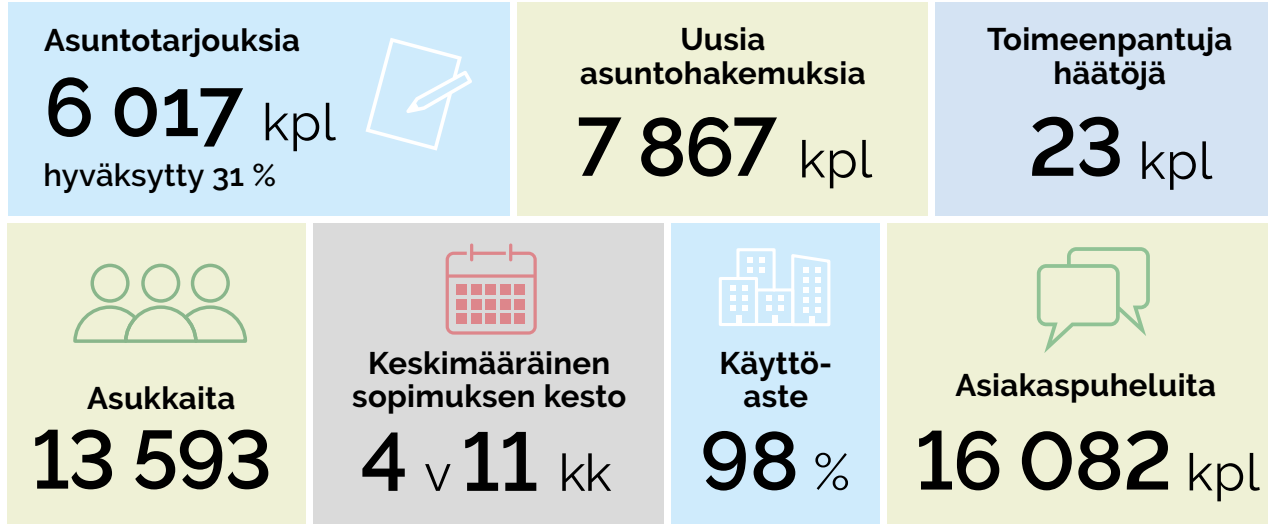 Asuntotarjouksia
6 017 kpl
hyväksytty 31 %
Uusia
asuntohakemuksia
7 867 kpl
Toimeenpantuja
häätöjä
23 kpl
Asukkaita
13 593
Keskimääräinen
sopimuksen kesto
4 v 11 kk
Käyttö-
aste
98 %
Asiakaspuheluita
16 082 kpl